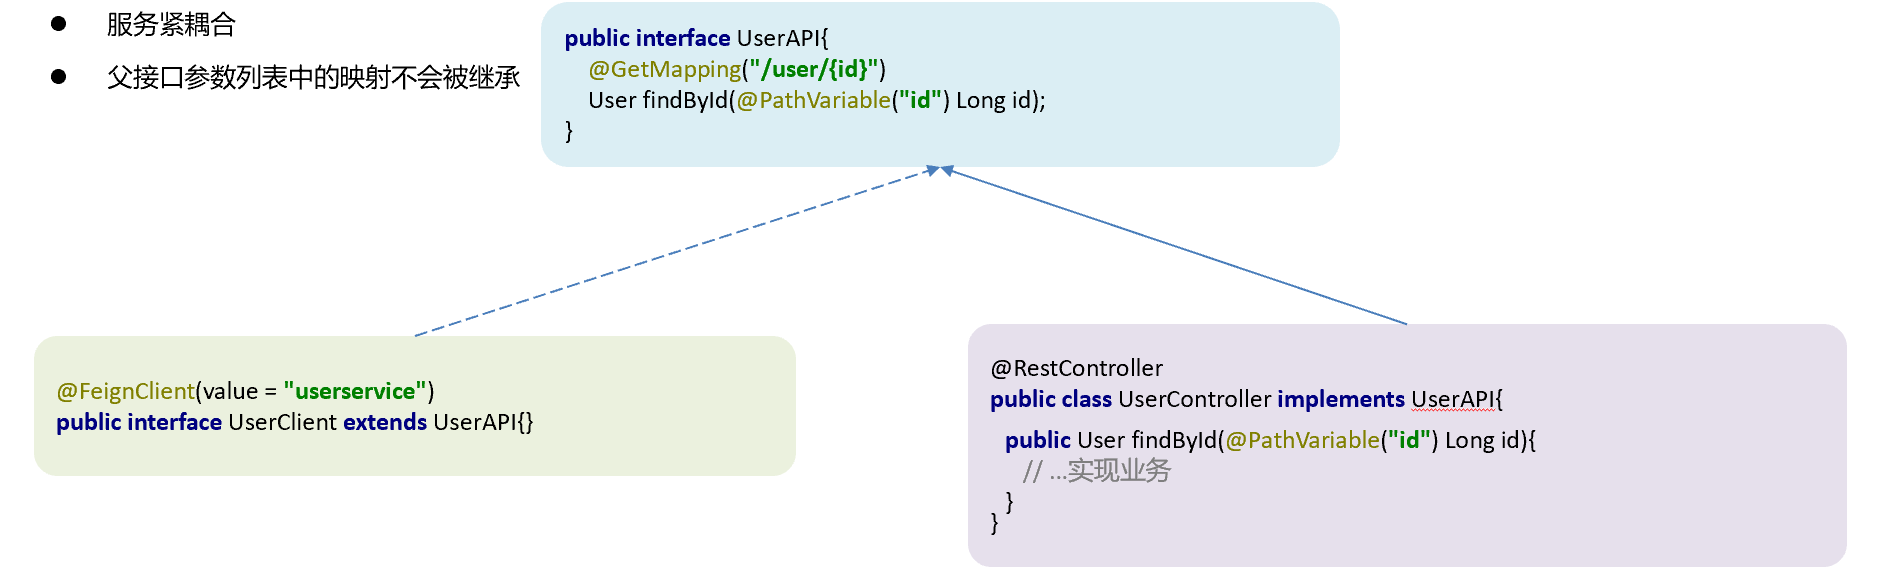 ● 服务紧耦合
● 父接口参数列表中的映射不会被继承
public interface UserAPI{
@GetMapping("/user/{id}")
User findById(@PathVariable("id") Long id);
}
@FeignClient(value = "userservice")
public interface UserClient extends UserAPI{}
@RestController
public class UserController implements UserAPI{
public User findById(@PathVariable("id") Long id){
// ...实现业务
}
}